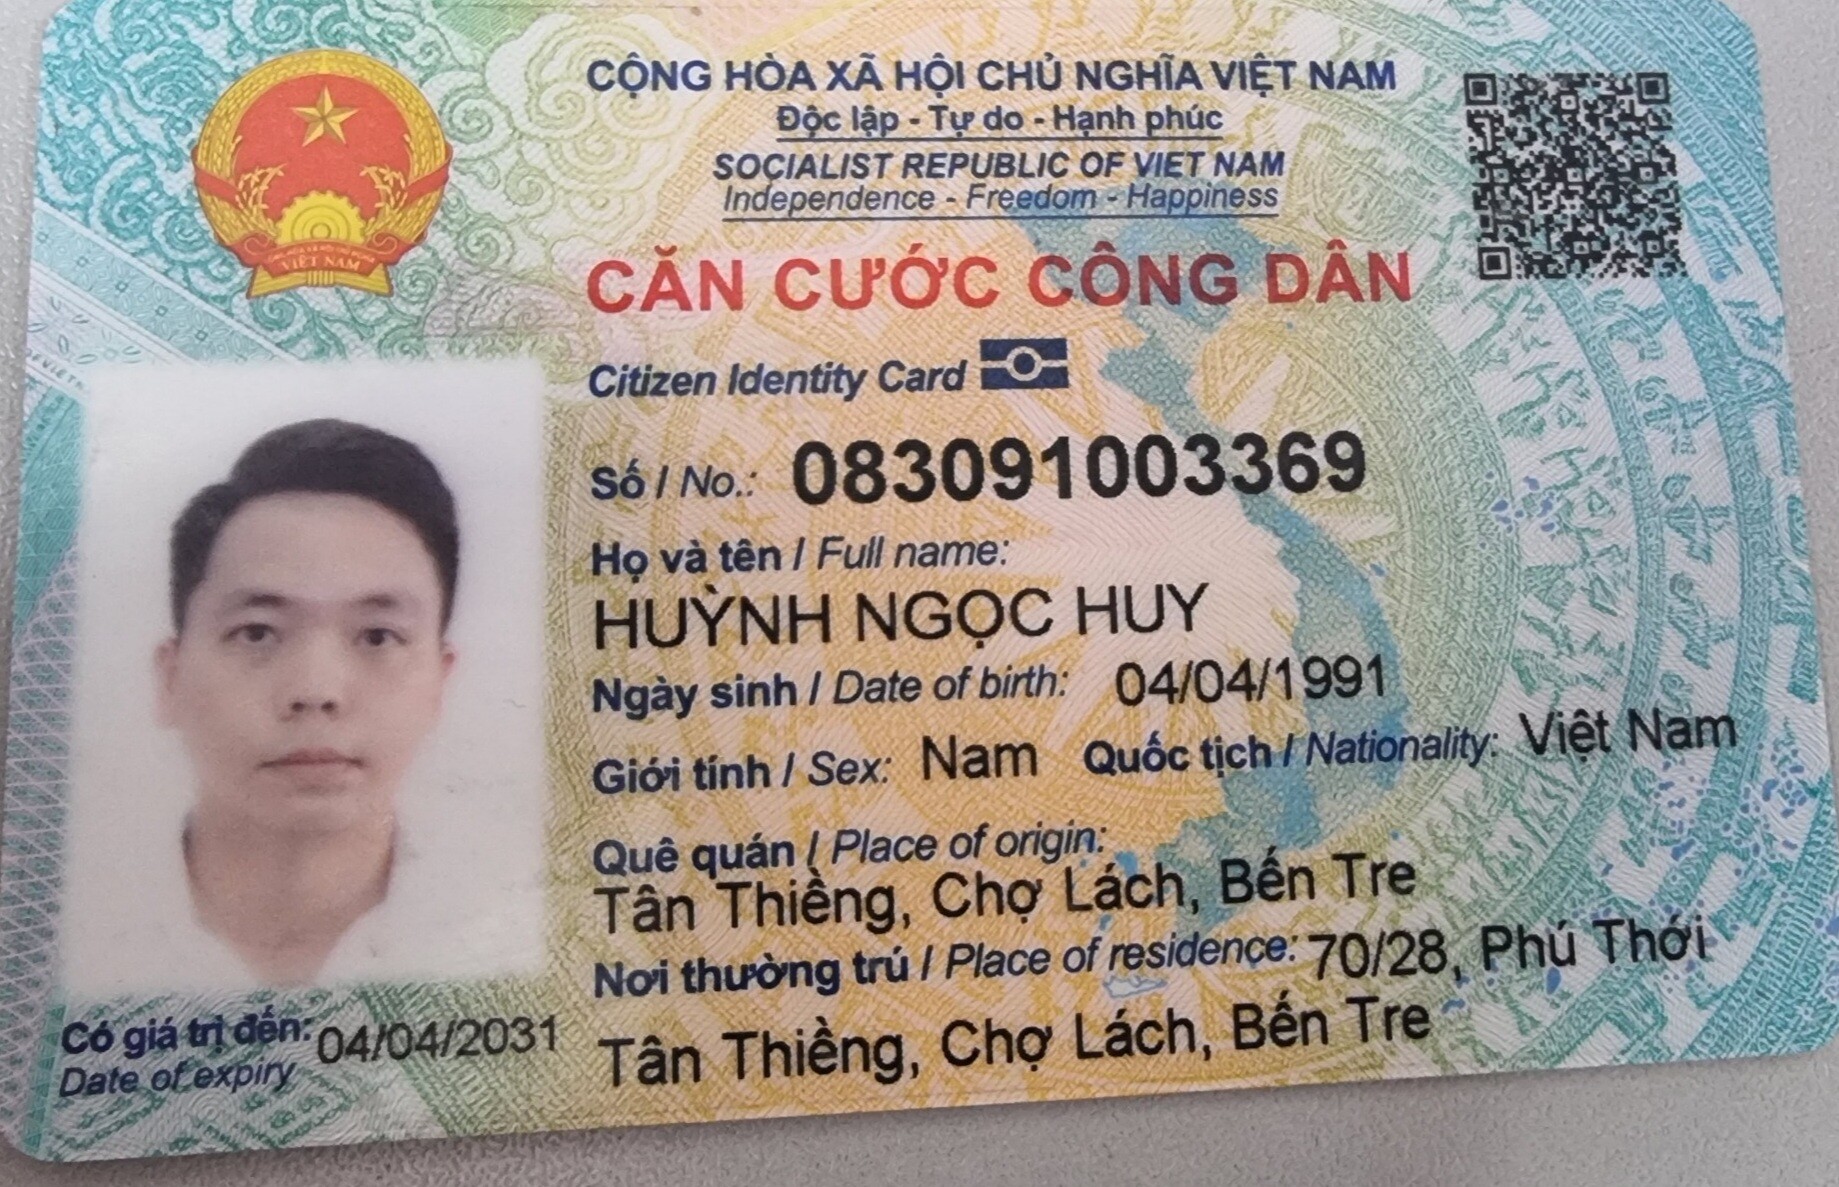 CỘNG HÒA XÃ HỘI CHỦ NGHĨA VIỆT NAM
Độc lập - Tự do - Hạnh phúc
SOCIALIST REPUBLIC OF VIET NAM
Independence - Freedom - Happiness
VIỆT NAM
CĂN CƯỚC CÔNG DÂN
Citizen Identity Card
Số / No.: 083091003369
Họ và tên / Full name:
HUỲNH NGỌC HUY
Ngày sinh / Date of birth: 04/04/1991
Giới tính / Sex: Nam Quốc tịch / Nationality: Việt Nam
Quê quán / Place of origin:
Tân Thiềng, Chợ Lách, Bến Tre
Nơi thường trú / Place of residence: 70/28, Phú Thới
Tân Thiềng, Chợ Lách, Bến Tre
Có giá trị đến: 04/04/2031
Date of expiry